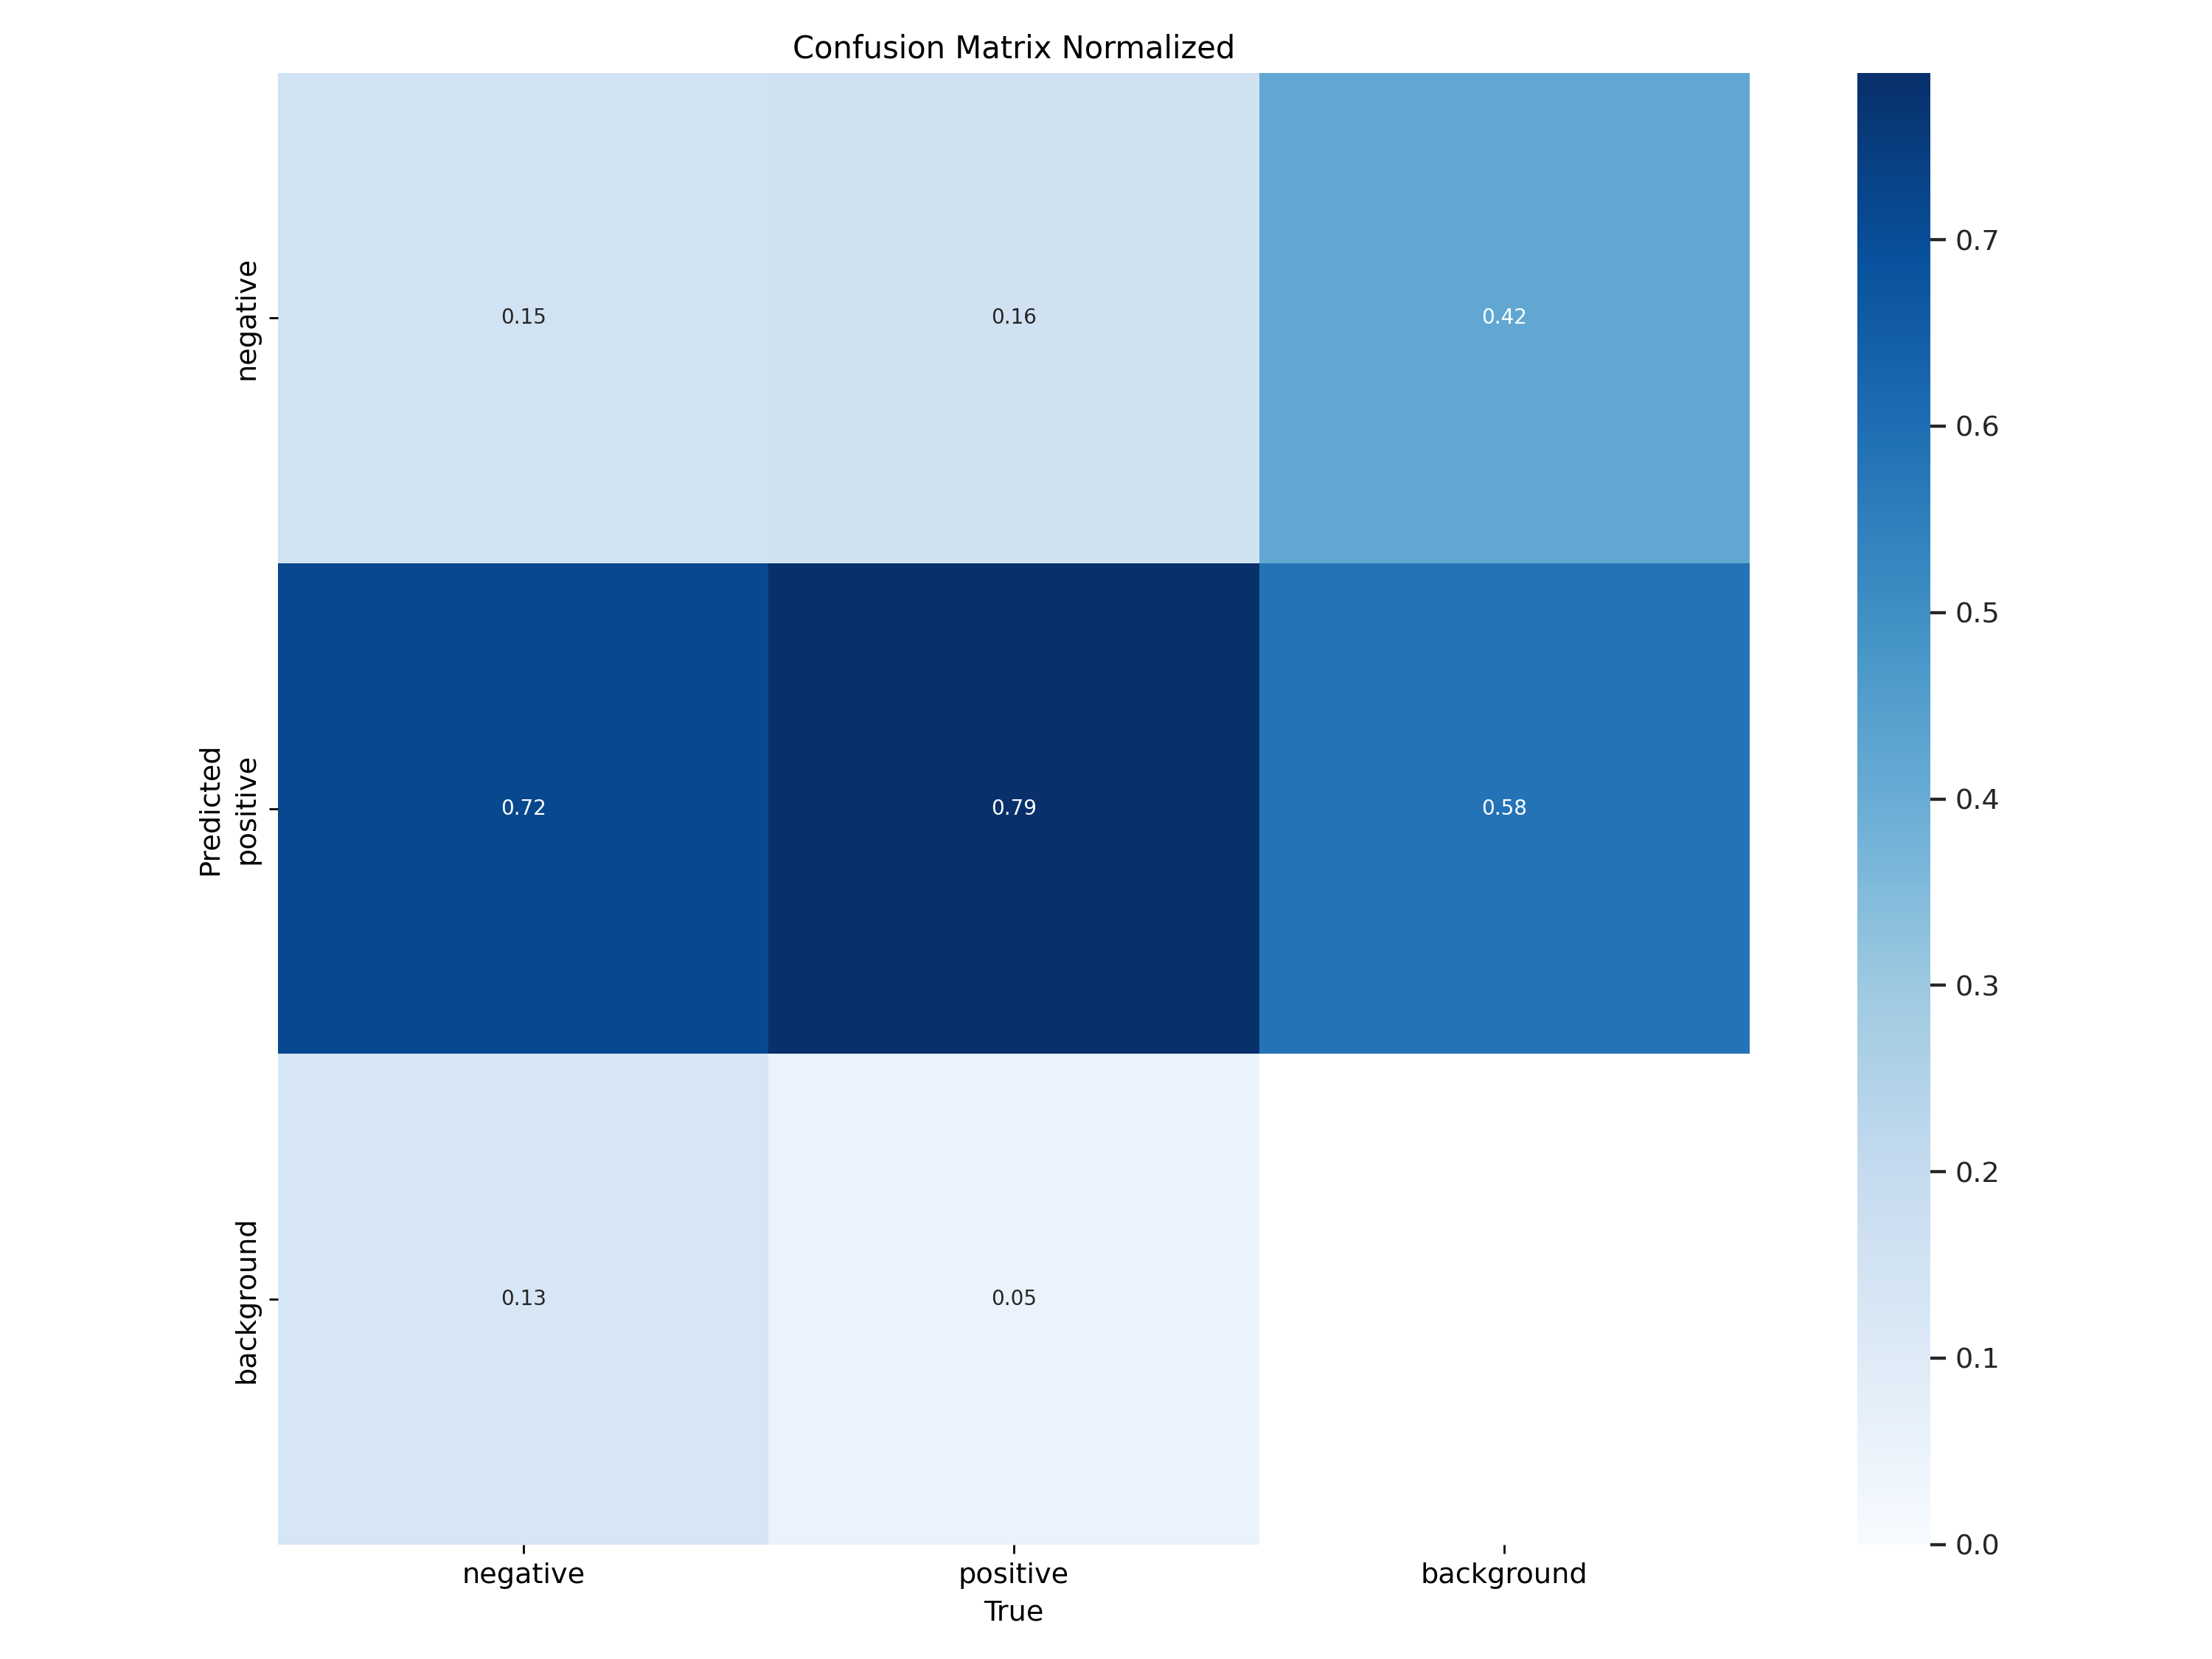 Confusion Matrix Normalized
negative
0.15
0.16
0.42
Predicted
positive
0.72
0.79
0.58
background
0.13
0.05
negative
positive
background
True
0.7
0.6
0.5
0.4
0.3
0.2
0.1
0.0